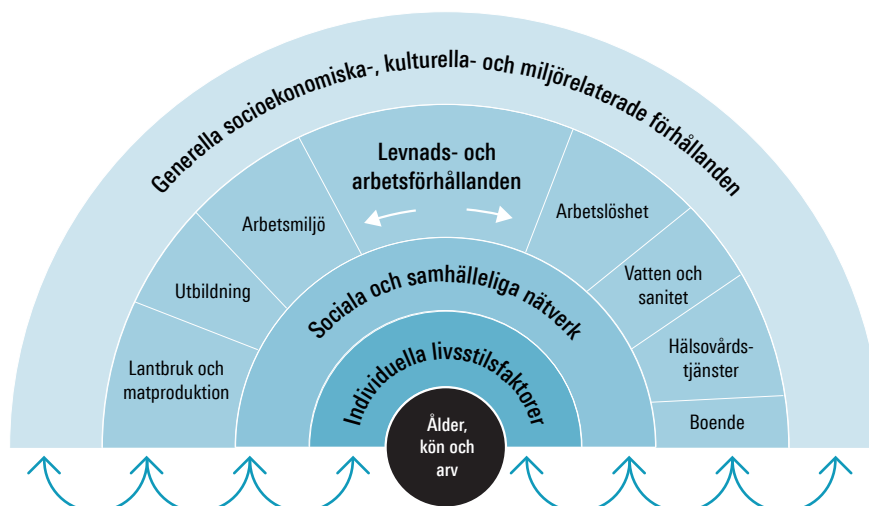 Generella socioekonomiska-, kulturella- och miljörelaterade förhållanden
Levnads- och
arbetsförhållanden
Lantbruk och
matproduktion
Utbildning
Arbetsmiljö
Arbetslöshet
Vatten och
sanitet
Hälsovårds-
tjänster
Boende
Sociala och samhälleliga nätverk
Individuella livsstilsfaktorer
Ålder,
kön och
arv